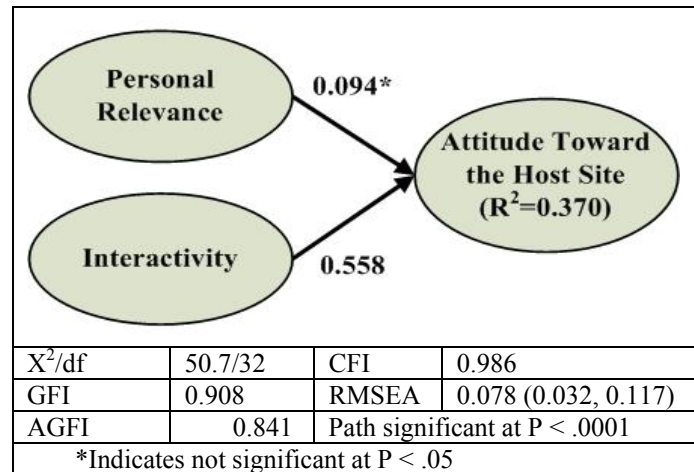 Personal
Relevance
0.094*
Attitude Toward
the Host Site
(R²=0.370)
Interactivity
0.558
X²/df 50.7/32 CFI 0.986
GFI 0.908 RMSEA 0.078 (0.032, 0.117)
AGFI 0.841 Path significant at P < .0001
*Indicates not significant at P < .05